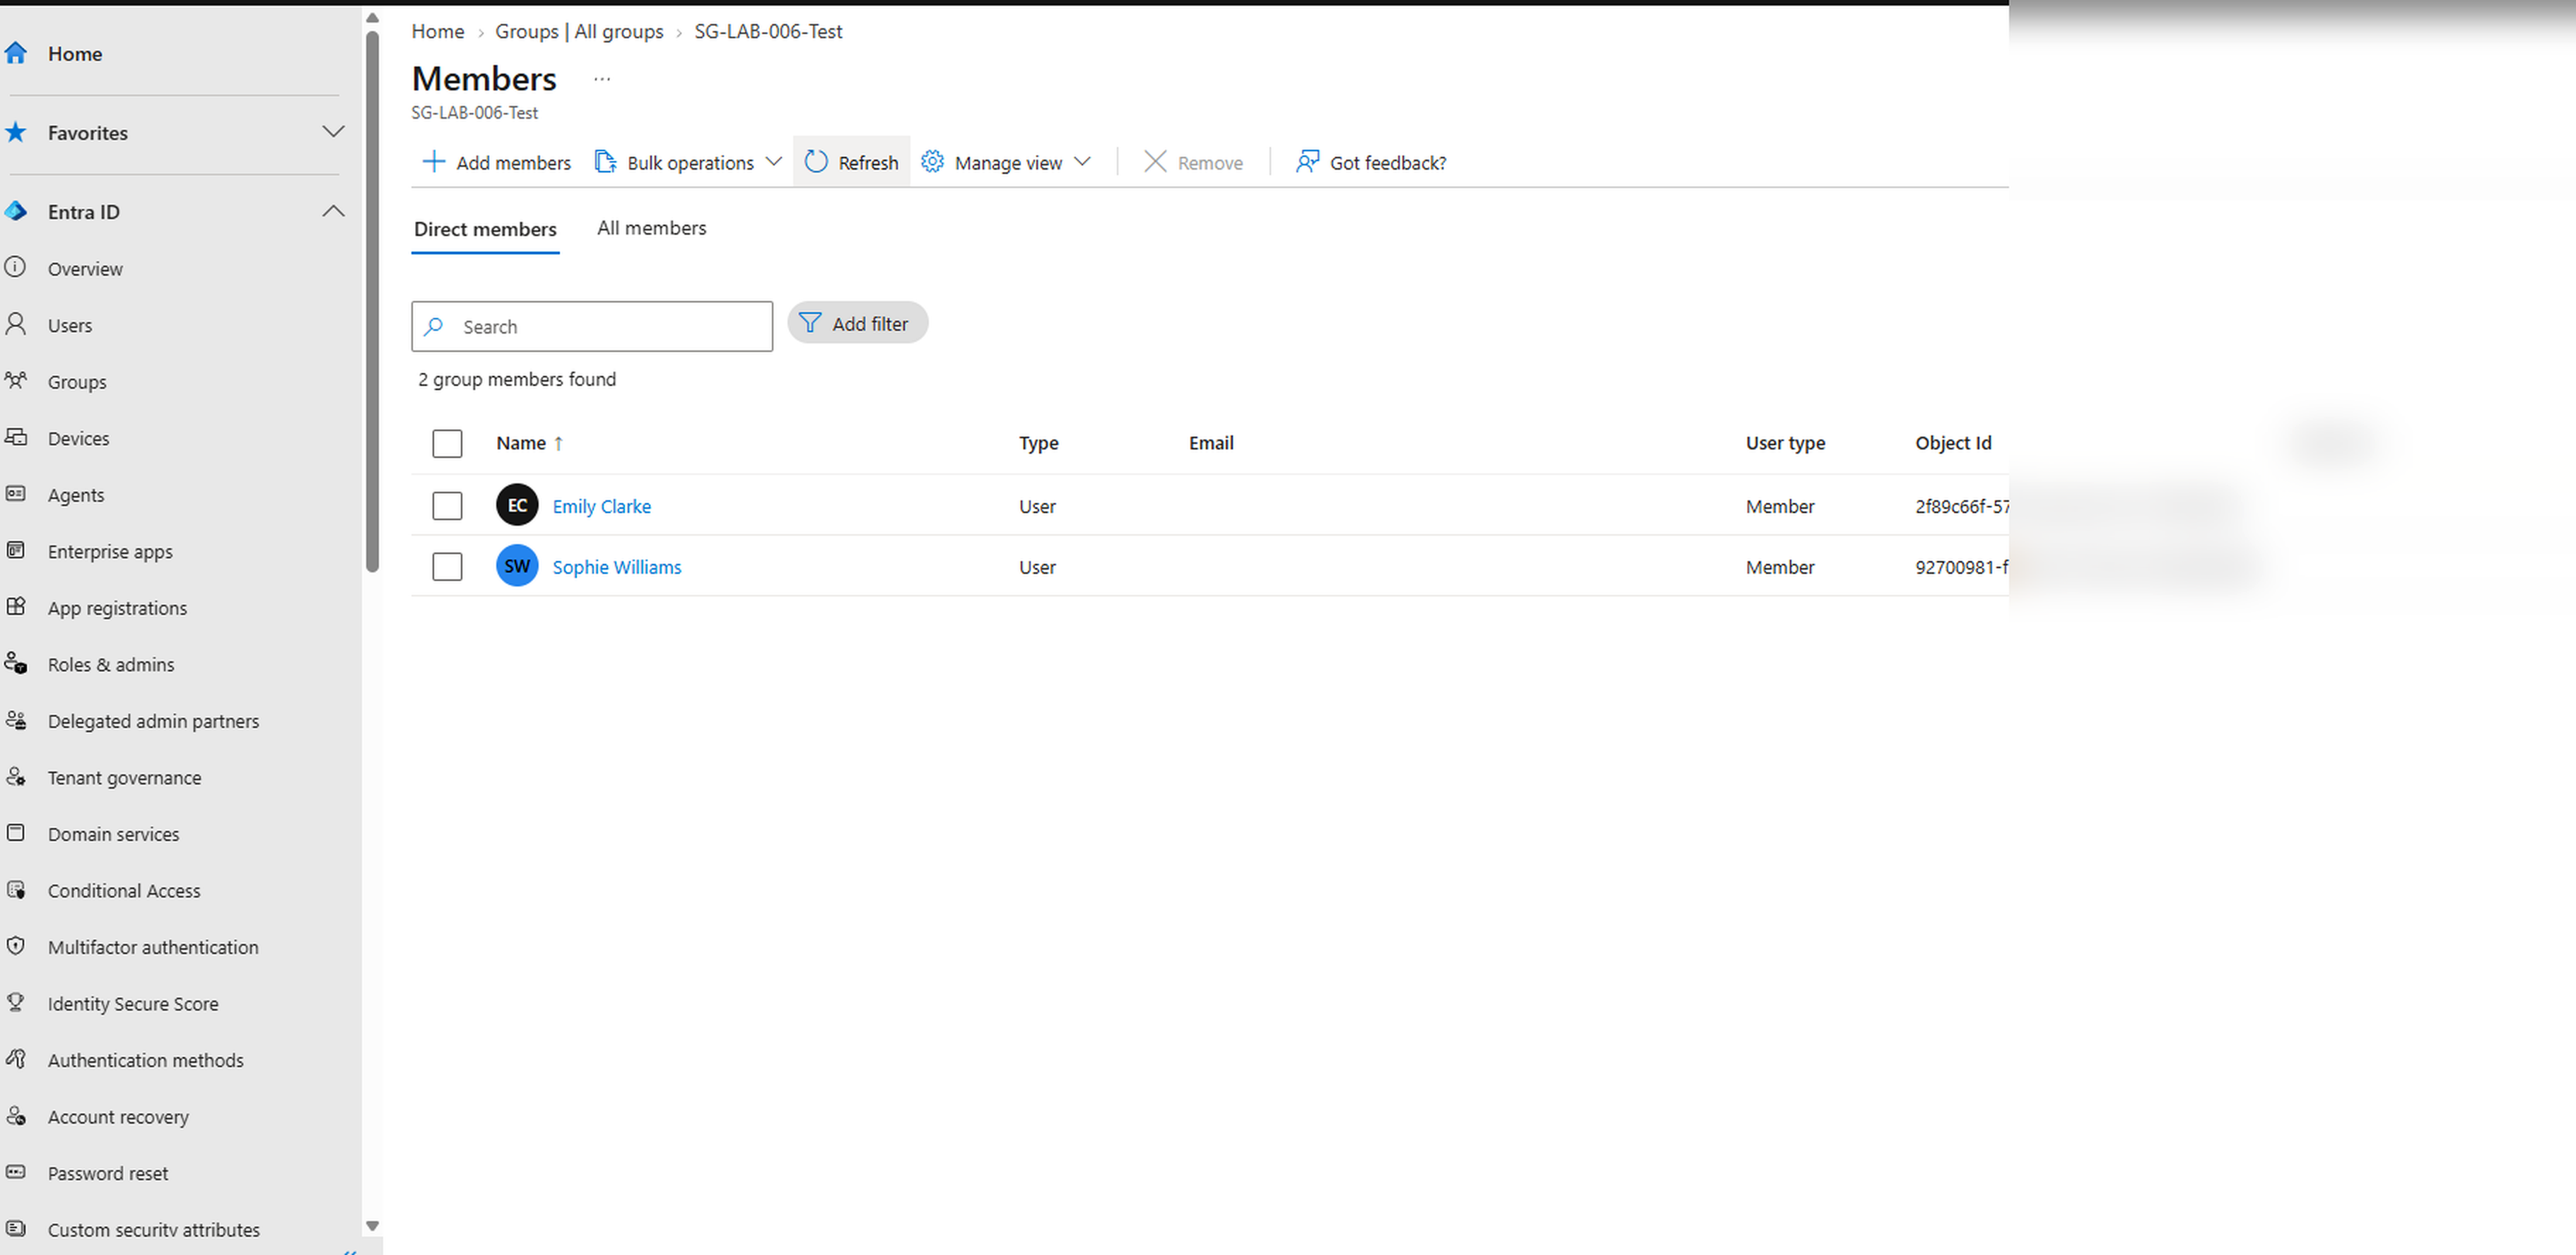 Home
Favorites
Entra ID
Overview
Users
Groups
Devices
Agents
Enterprise apps
App registrations
Roles & admins
Delegated admin partners
Tenant governance
Domain services
Conditional Access
Multifactor authentication
Identity Secure Score
Authentication methods
Account recovery
Password reset
Custom security attributes
Home › Groups | All groups › SG-LAB-006-Test
Members ...
SG-LAB-006-Test
Add members Bulk operations Refresh Manage view Remove Got feedback?
Direct members All members
Search Add filter
2 group members found
Name ↑ Type Email User type Object Id
EC Emily Clarke User Member 2f89c66f-57
SW Sophie Williams User Member 92700981-f